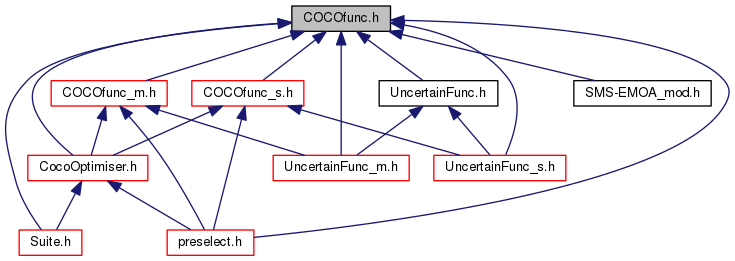 COCOfunc.h
COCOfunc_m.h
COCOfunc_s.h
UncertainFunc.h
SMS-EMOA_mod.h
CocoOptimiser.h
UncertainFunc_m.h
UncertainFunc_s.h
Suite.h
preselect.h